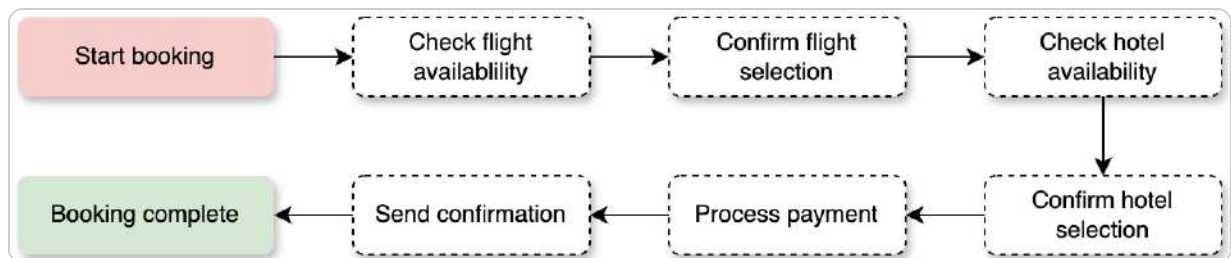 Start booking
Check flight
availablility
Confirm flight
selection
Check hotel
availability
Booking complete
Send confirmation
Process payment
Confirm hotel
selection